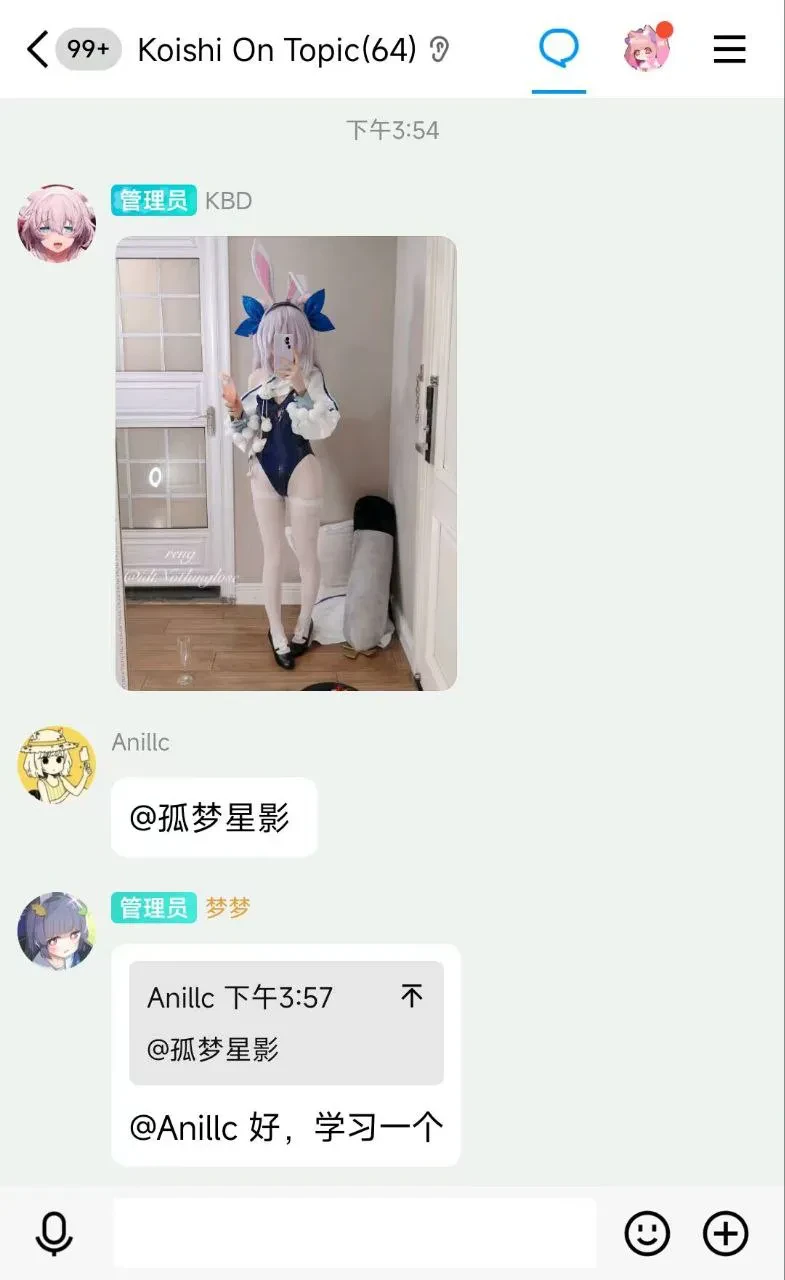 99+ Koishi On Topic(64)
下午3:54
管理员 KBD
reng
Anillc
@孤梦星影
管理员 梦梦
Anillc 下午3:57
@孤梦星影
@Anillc 好，学习一个